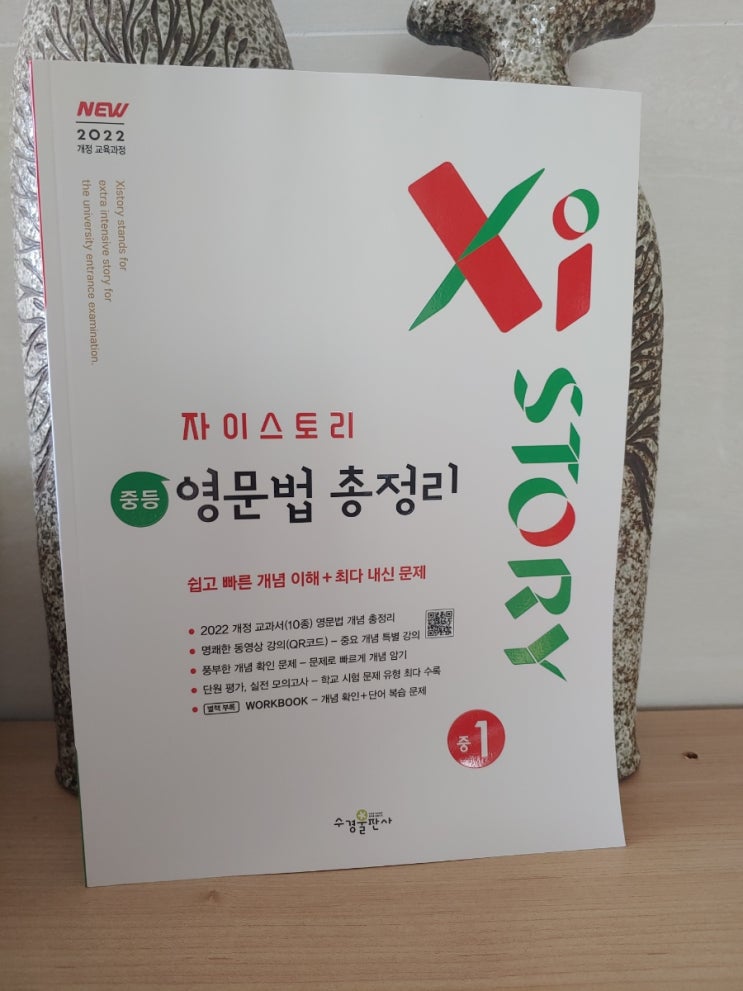 NEW
2022
개정 교육과정
Xistory stands for
extra intensive story for
the university entrance examination.
Xi
STORY
자이스토리
중등 영문법 총정리
쉽고 빠른 개념 이해 + 최다 내신 문제
• 2022 개정 교과서(10종) 영문법 개념 총정리
• 명쾌한 동영상 강의(QR코드) – 중요 개념 특별 강의
• 풍부한 개념 확인 문제 – 문제로 빠르게 개념 암기
• 단원 평가, 실전 모의고사 – 학교 시험 문제 유형 최다 수록
• 별책 부록 WORKBOOK – 개념 확인 + 단어 복습 문제
중1
수경출판사